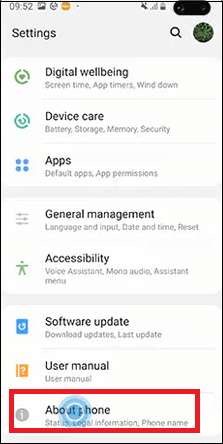 09:52
Settings
Digital wellbeing
Screen time, App timers, Wind down
Device care
Battery, Storage, Memory, Security
Apps
Default apps, App permissions
General management
Language and input, Date and time, Reset
Accessibility
Voice Assistant, Mono audio, Assistant
menu
Software update
Download updates, Last update
User manual
User manual
About phone
Status, Legal information, Phone name